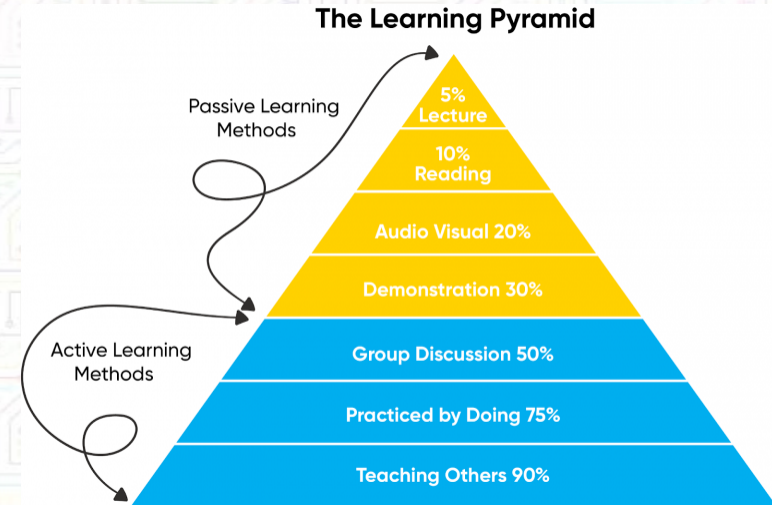 The Learning Pyramid
Passive Learning
Methods
5%
Lecture
10%
Reading
Audio Visual 20%
Demonstration 30%
Active Learning
Methods
Group Discussion 50%
Practiced by Doing 75%
Teaching Others 90%